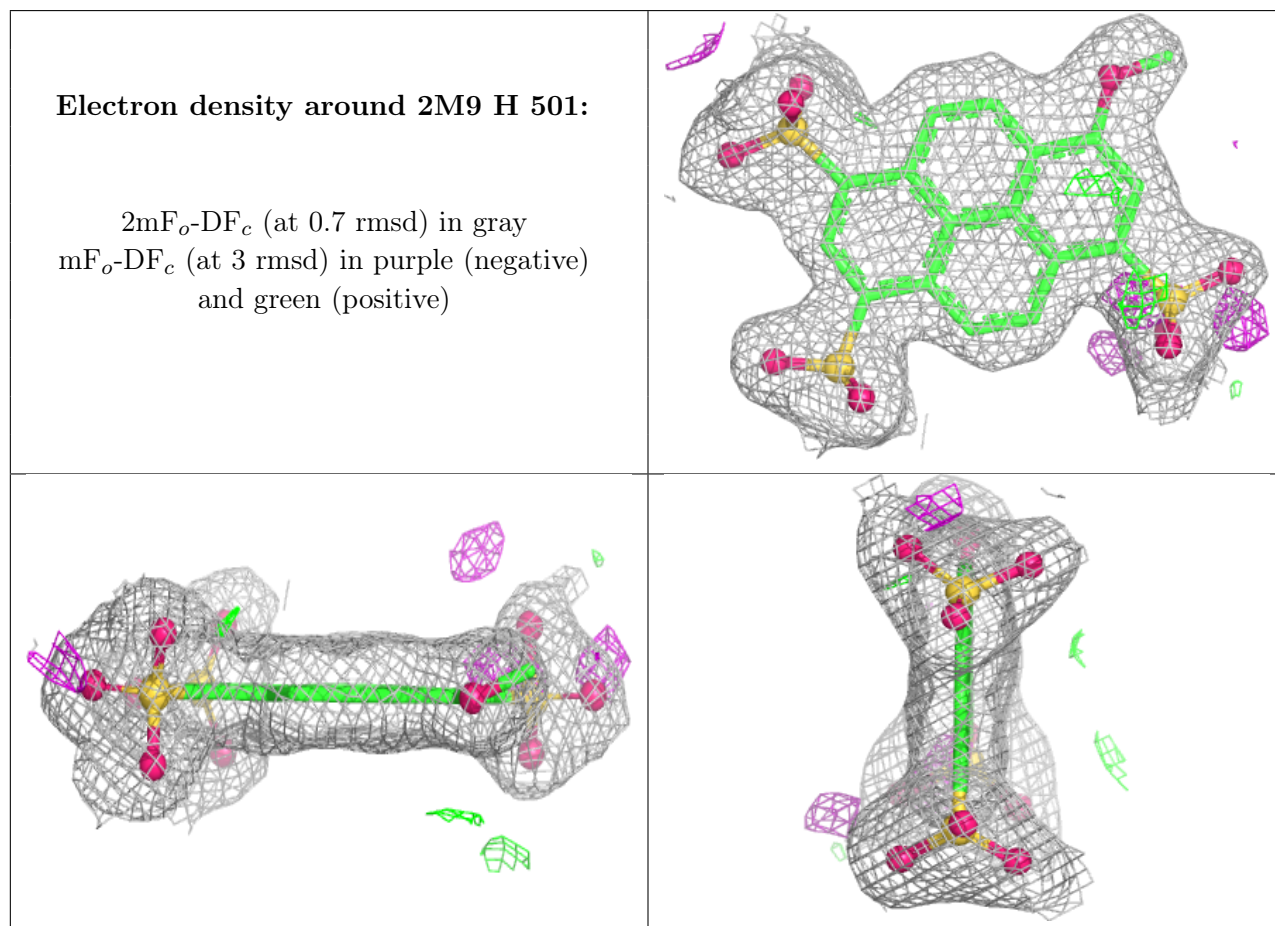 Electron density around 2M9 H 501:
2mFo-DFc (at 0.7 rmsd) in gray
mFo-DFc (at 3 rmsd) in purple (negative)
and green (positive)